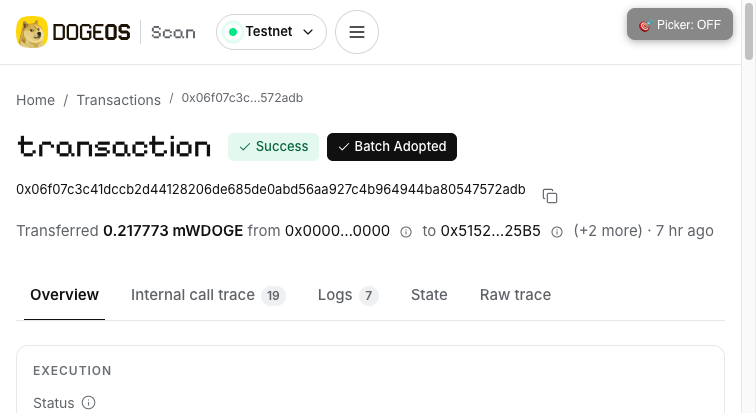 DOGEOS Scan Testnet
Picker: OFF
Home / Transactions / 0x06f07c3c...572adb
transaction Success Batch Adopted
0x06f07c3c41dccb2d44128206de685de0abd56aa927c4b964944ba80547572adb
Transferred 0.217773 mWDOGE from 0x0000...0000 to 0x5152...25B5 (+2 more) · 7 hr ago
Overview Internal call trace 19 Logs 7 State Raw trace
EXECUTION
Status